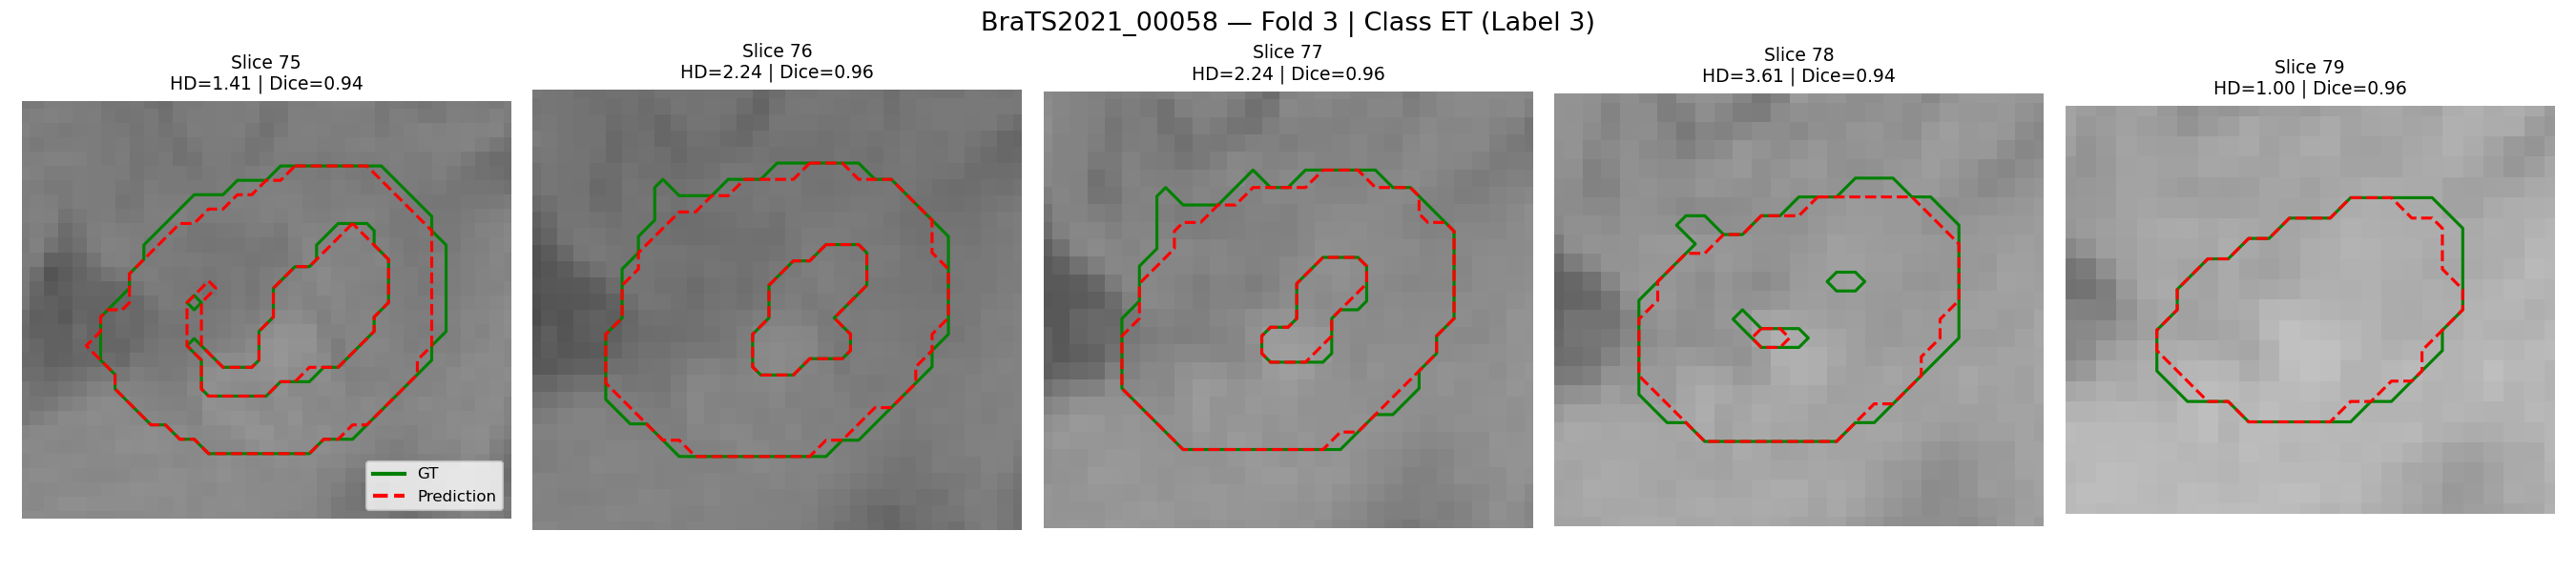 BraTS2021_00058 — Fold 3 | Class ET (Label 3)
Slice 75
HD=1.41 | Dice=0.94
Slice 76
HD=2.24 | Dice=0.96
Slice 77
HD=2.24 | Dice=0.96
Slice 78
HD=3.61 | Dice=0.94
Slice 79
HD=1.00 | Dice=0.96
GT
Prediction